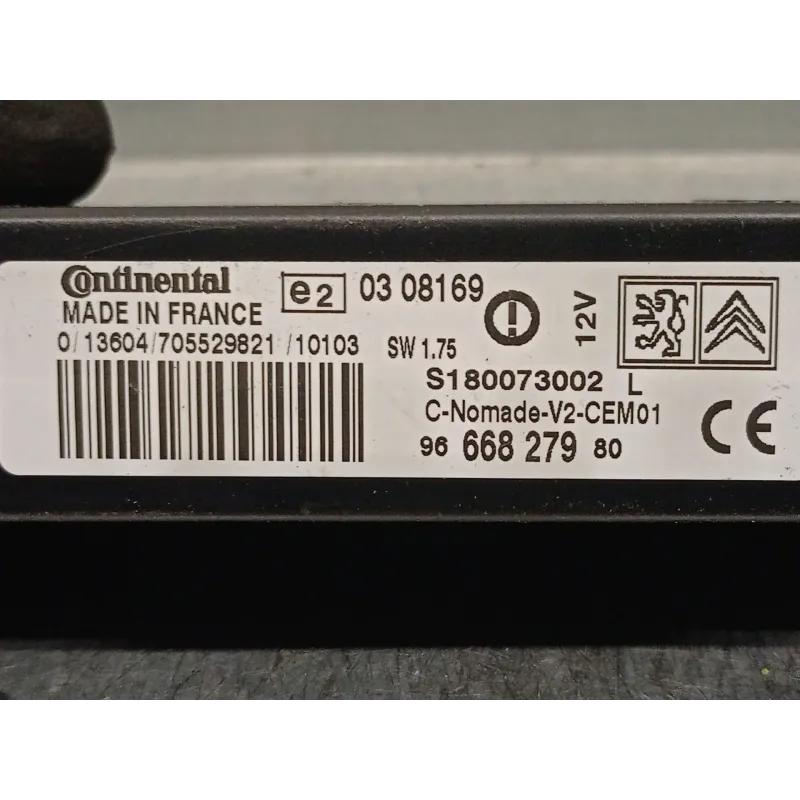 Continental e2 03 08169
MADE IN FRANCE 12V
0/13604/705529821/10103 SW 1.75
S180073002 L
C-Nomade-V2-CEM01
96 668 279 80 CE